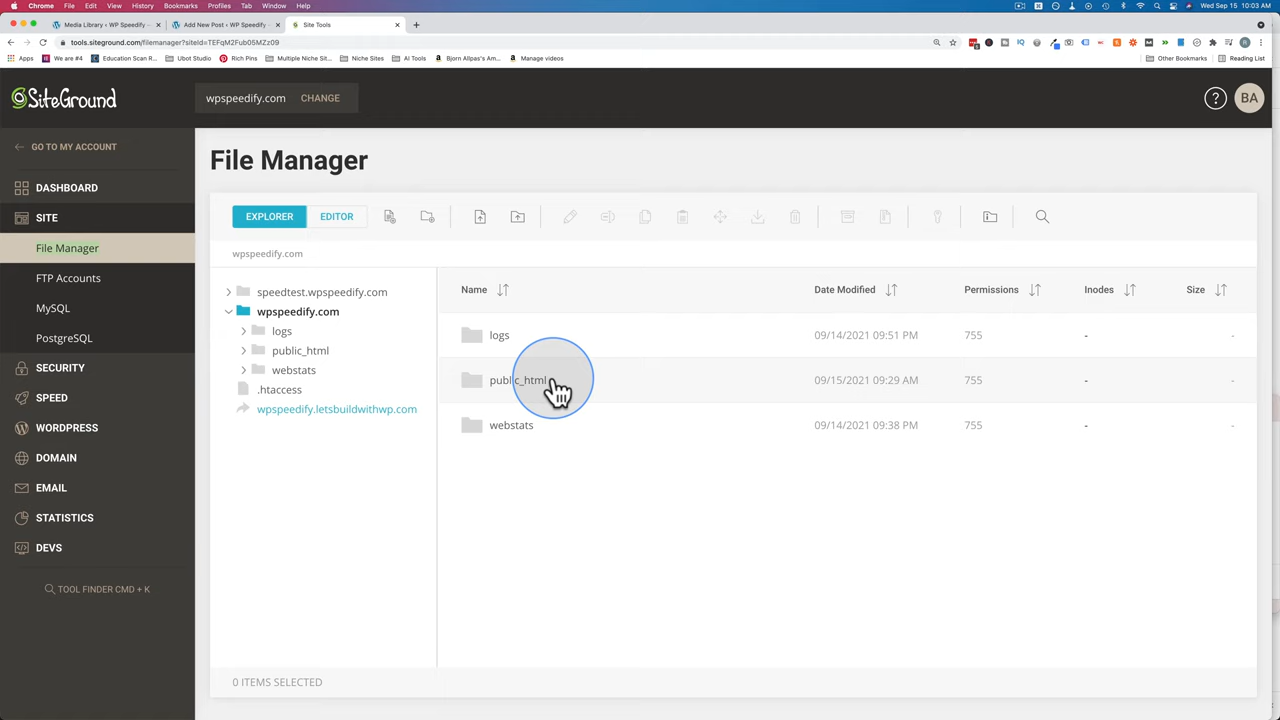 Chrome File Edit View History Bookmarks Profiles Tab Window Help Wed Sep 15 10:03 AM
Media Library ‹ WP Speedify Add New Post ‹ WP Speedify Site Tools
tools.siteground.com/filemanager?siteId=TEFqM2Fub05MZz09
Apps We are #4 Education Scan R... Ubot Studio Rich Pins Multiple Niche Sit... Niche Sites AI Tools Bjorn Allpas's Am... Manage videos Other Bookmarks Reading List
SiteGround wpspeedify.com CHANGE ? BA
GO TO MY ACCOUNT
DASHBOARD
SITE
File Manager
FTP Accounts
MySQL
PostgreSQL
SECURITY
SPEED
WORDPRESS
DOMAIN
EMAIL
STATISTICS
DEVS
TOOL FINDER CMD + K
File Manager
EXPLORER EDITOR
wpspeedify.com
speedtest.wpspeedify.com
wpspeedify.com
logs
public_html
webstats
.htaccess
wpspeedify.letsbuildwithwp.com
Name Date Modified Permissions Inodes Size
logs 09/14/2021 09:51 PM 755 - -
public_html 09/15/2021 09:29 AM 755 - -
webstats 09/14/2021 09:38 PM 755 - -
0 ITEMS SELECTED